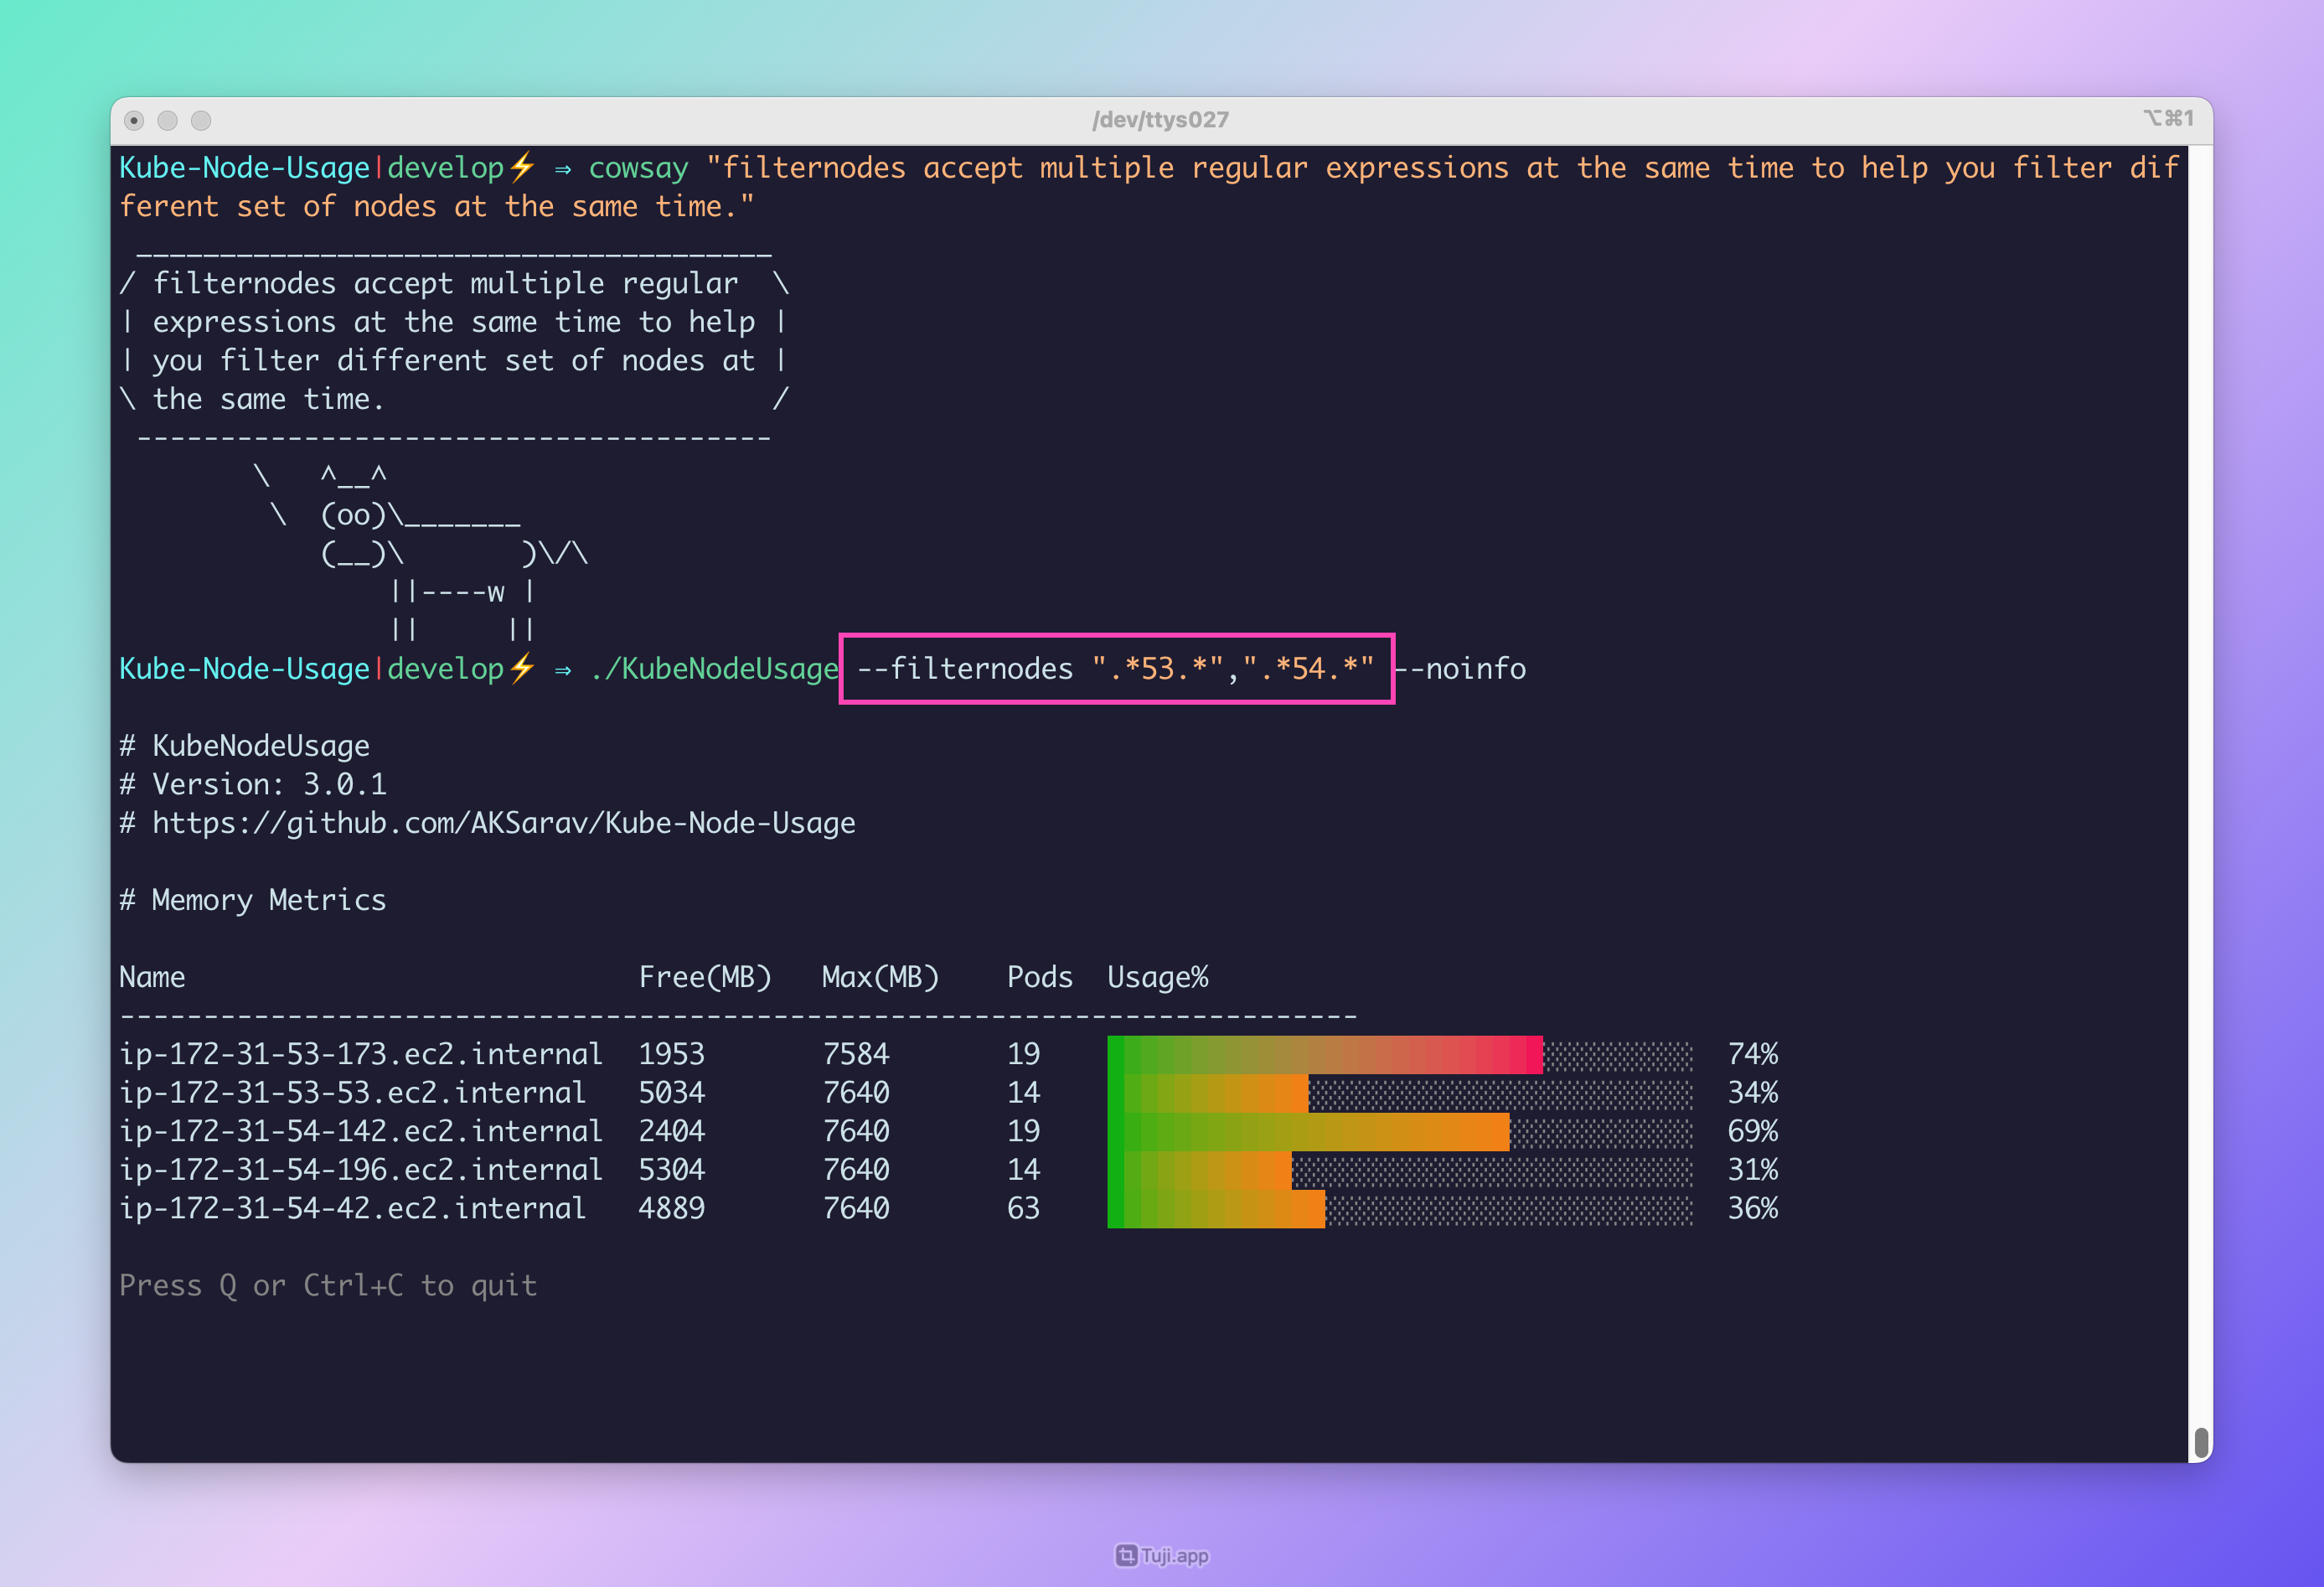 /dev/ttys027
⌥⌘1
Kube-Node-Usage|develop⚡ ⇒ cowsay "filternodes accept multiple regular expressions at the same time to help you filter dif
ferent set of nodes at the same time."
 ______________________________________
/ filternodes accept multiple regular  \
| expressions at the same time to help |
| you filter different set of nodes at |
\ the same time.                       /
 --------------------------------------
        \   ^__^
         \  (oo)\_______
            (__)\       )\/\
                ||----w |
                ||     ||
Kube-Node-Usage|develop⚡ ⇒ ./KubeNodeUsage --filternodes ".*53.*",".*54.*" --noinfo
# KubeNodeUsage
# Version: 3.0.1
# https://github.com/AKSarav/Kube-Node-Usage
# Memory Metrics
Name                           Free(MB)   Max(MB)    Pods  Usage%
--------------------------------------------------------------------------
ip-172-31-53-173.ec2.internal  1953       7584       19    74%
ip-172-31-53-53.ec2.internal   5034       7640       14    34%
ip-172-31-54-142.ec2.internal  2404       7640       19    69%
ip-172-31-54-196.ec2.internal  5304       7640       14    31%
ip-172-31-54-42.ec2.internal   4889       7640       63    36%
Press Q or Ctrl+C to quit
Tuji.app